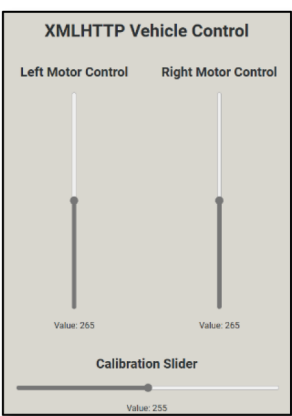 XMLHTTP Vehicle Control
Left Motor Control Right Motor Control
Value: 265 Value: 265
Calibration Slider
Value: 255